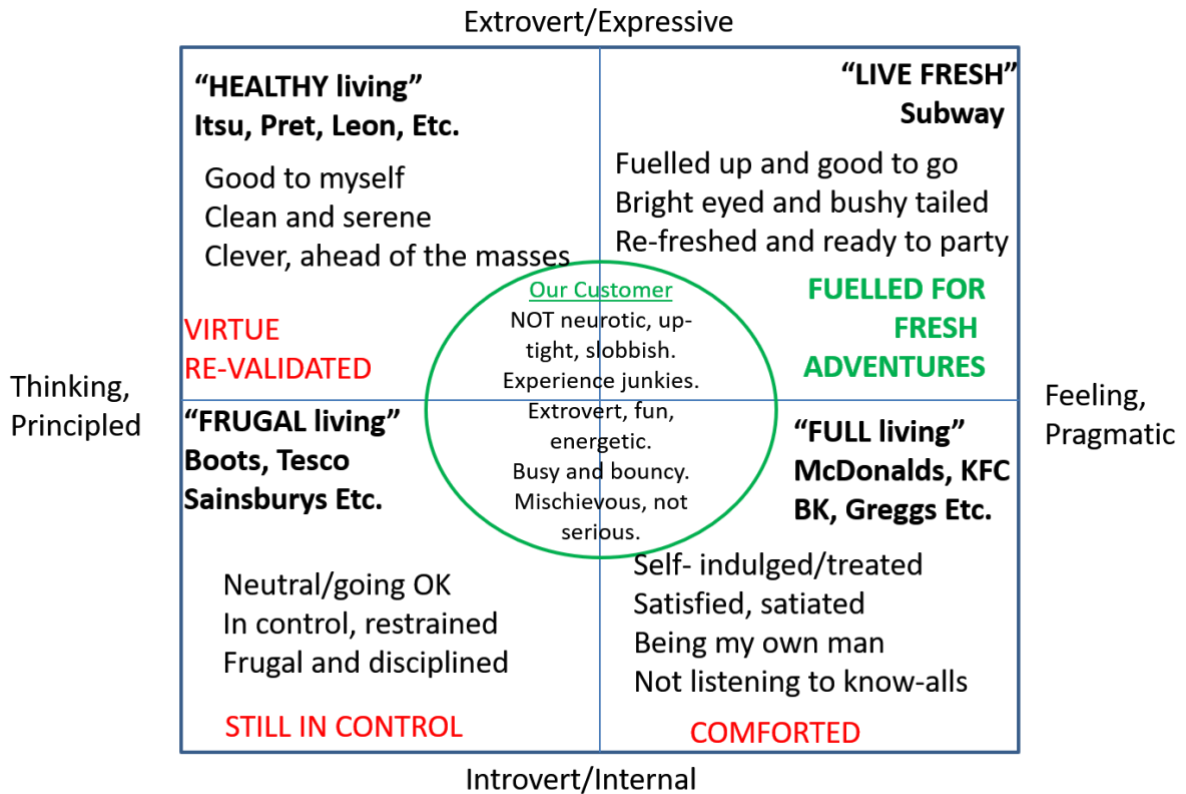 Extrovert/Expressive
“HEALTHY living”
Itsu, Pret, Leon, Etc.
Good to myself
Clean and serene
Clever, ahead of the masses
VIRTUE
RE-VALIDATED
“LIVE FRESH”
Subway
Fuelled up and good to go
Bright eyed and bushy tailed
Re-freshed and ready to party
FUELLED FOR
FRESH
ADVENTURES
Our Customer
NOT neurotic, up-
tight, slobbish.
Experience junkies.
Extrovert, fun,
energetic.
Busy and bouncy.
Mischievous, not
serious.
Thinking,
Principled
Feeling,
Pragmatic
“FRUGAL living”
Boots, Tesco
Sainsburys Etc.
Neutral/going OK
In control, restrained
Frugal and disciplined
STILL IN CONTROL
“FULL living”
McDonalds, KFC
BK, Greggs Etc.
Self- indulged/treated
Satisfied, satiated
Being my own man
Not listening to know-alls
COMFORTED
Introvert/Internal